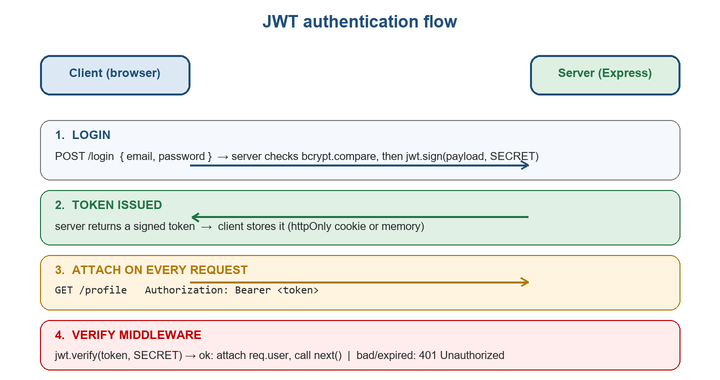 JWT authentication flow
Client (browser)
Server (Express)
1. LOGIN
POST /login { email, password } → server checks bcrypt.compare, then jwt.sign(payload, SECRET)
2. TOKEN ISSUED
server returns a signed token → client stores it (httpOnly cookie or memory)
3. ATTACH ON EVERY REQUEST
GET /profile   Authorization: Bearer <token>
4. VERIFY MIDDLEWARE
jwt.verify(token, SECRET) → ok: attach req.user, call next() | bad/expired: 401 Unauthorized